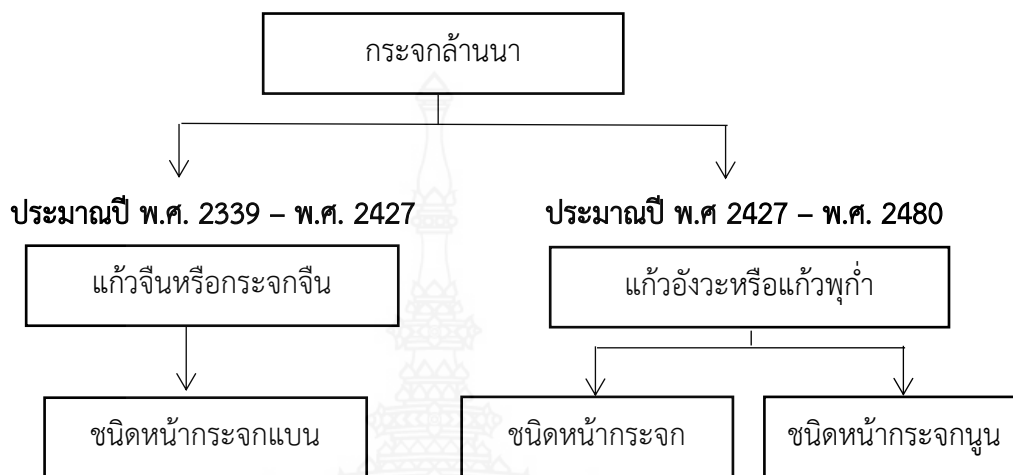 กระจกล้านนา
ประมาณปี พ.ศ. 2339 – พ.ศ. 2427
ประมาณปี พ.ศ 2427 – พ.ศ. 2480
แก้วจืนหรือกระจกจืน
แก้วอังวะหรือแก้วพุก่ำ
ชนิดหน้ากระจกแบน
ชนิดหน้ากระจก
ชนิดหน้ากระจกนูน